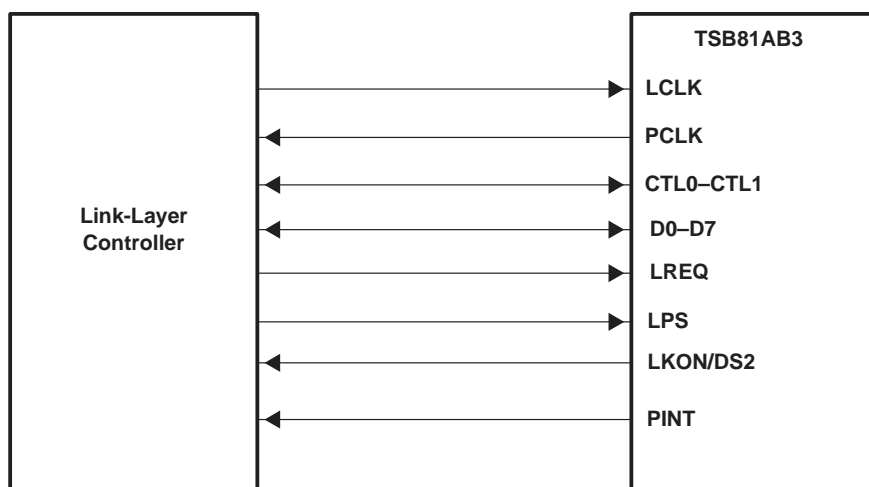 TSB81AB3
LCLK
PCLK
CTL0–CTL1
Link-Layer
Controller
D0–D7
LREQ
LPS
LKON/DS2
PINT